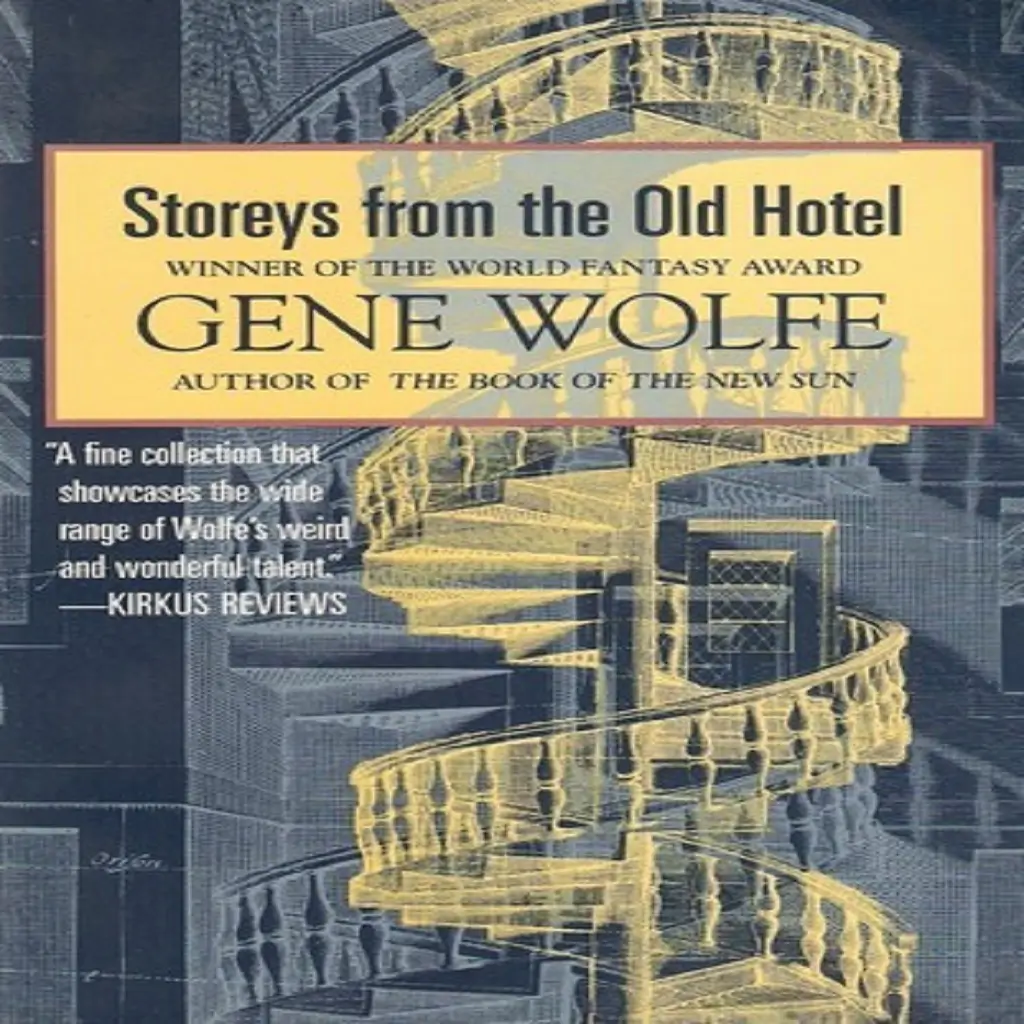 Storeys from the Old Hotel
WINNER OF THE WORLD FANTASY AWARD
GENE WOLFE
AUTHOR OF THE BOOK OF THE NEW SUN
"A fine collection that
showcases the wide
range of Wolfe's weird
and wonderful talent."
—KIRKUS REVIEWS